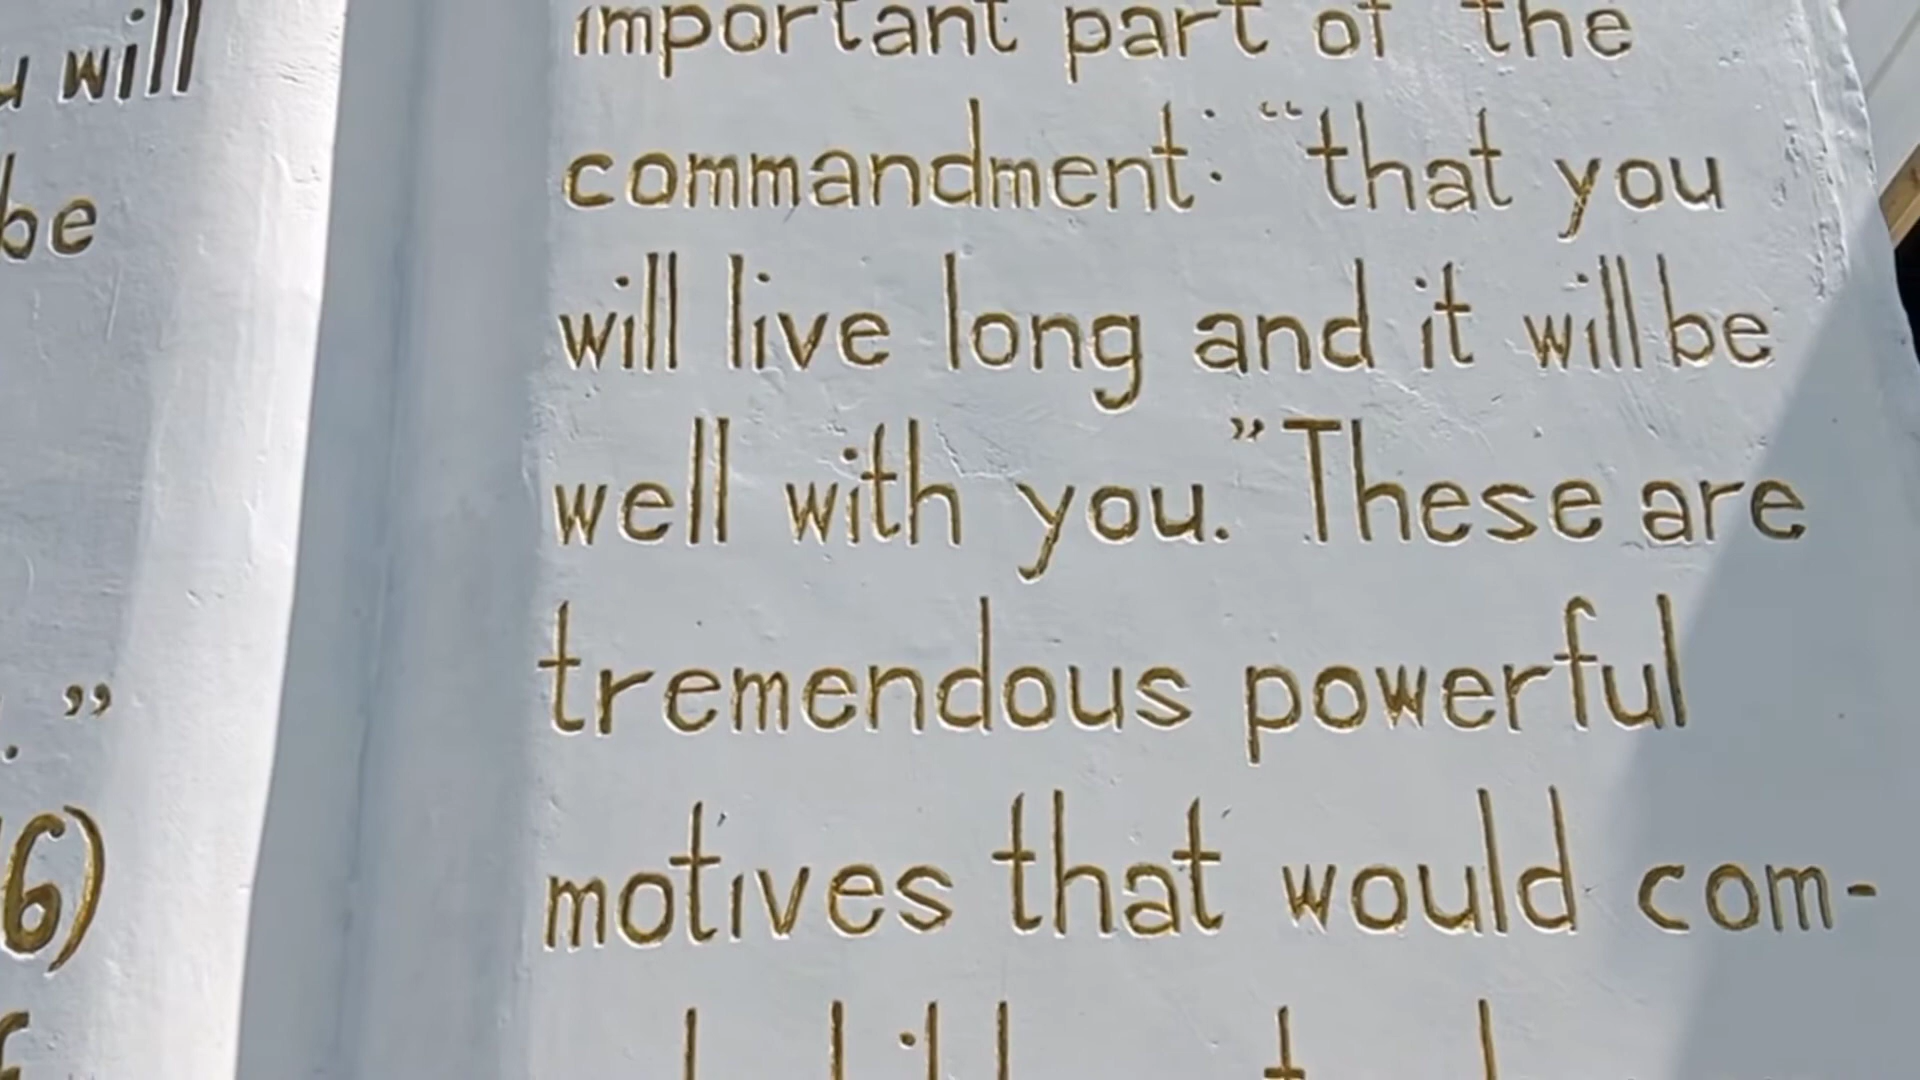 u will
be
. ”
6)
important part of the
commandment: “that you
will live long and it will be
well with you.” These are
tremendous powerful
motives that would com-